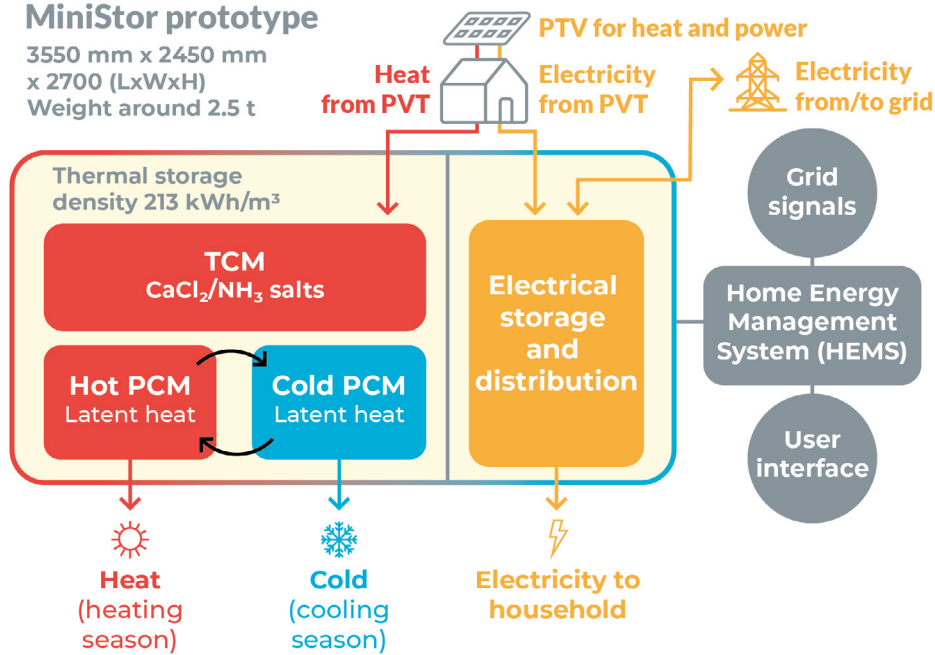 MiniStor prototype
3550 mm x 2450 mm
x 2700 (LxWxH)
Weight around 2.5 t
PTV for heat and power
Heat
from PVT
Electricity
from PVT
Electricity
from/to grid
Thermal storage
density 213 kWh/m³
TCM
CaCl₂/NH₃ salts
Hot PCM
Latent heat
Cold PCM
Latent heat
Electrical
storage
and
distribution
Grid
signals
Home Energy
Management
System (HEMS)
User
interface
Heat
(heating
season)
Cold
(cooling
season)
Electricity to
household